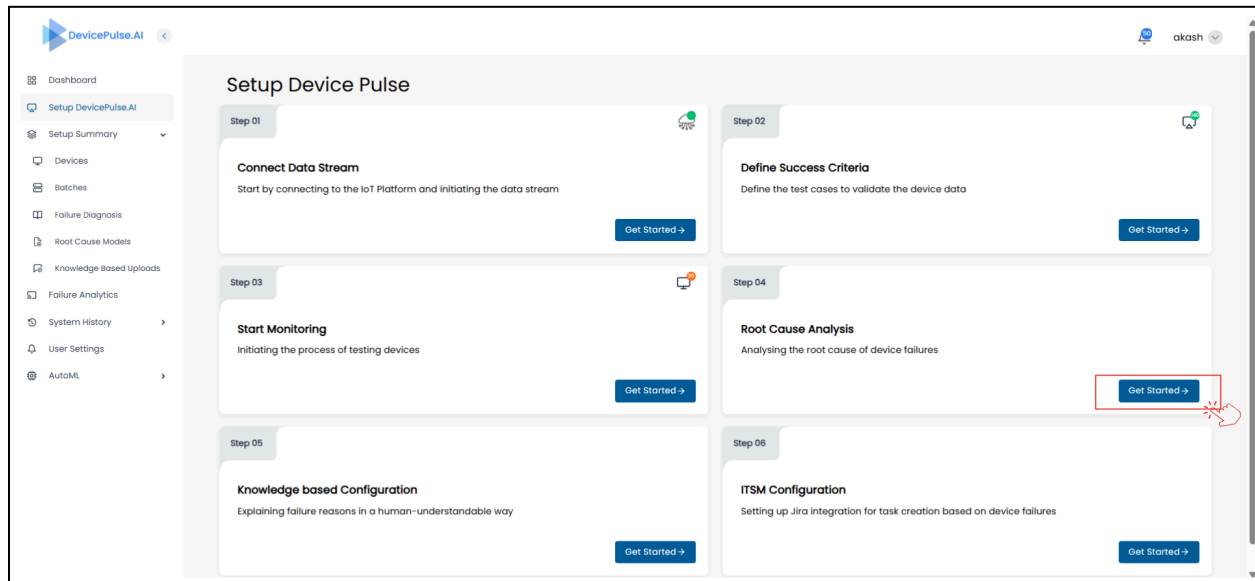 DevicePulse.AI
50
akash
Dashboard
Setup DevicePulse.AI
Setup Summary
Devices
Batches
Failure Diagnosis
Root Cause Models
Knowledge Based Uploads
Failure Analytics
System History
User Settings
AutoML
Setup Device Pulse
Step 01
Connect Data Stream
Start by connecting to the IoT Platform and initiating the data stream
Get Started →
Step 02
Define Success Criteria
Define the test cases to validate the device data
Get Started →
Step 03
Start Monitoring
Initiating the process of testing devices
Get Started →
Step 04
Root Cause Analysis
Analysing the root cause of device failures
Get Started →
Step 05
Knowledge based Configuration
Explaining failure reasons in a human-understandable way
Get Started →
Step 06
ITSM Configuration
Setting up Jira integration for task creation based on device failures
Get Started →